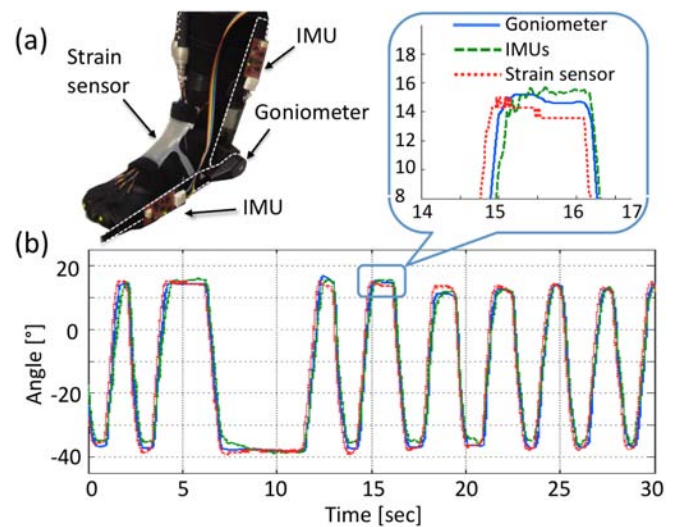 (a)
IMU
Strain
sensor
Goniometer
IMU
Goniometer
IMUs
Strain sensor
18
16
14
12
10
8
14
15
16
17
(b)
20
0
-20
-40
Angle [°]
0
5
10
15
20
25
30
Time [sec]